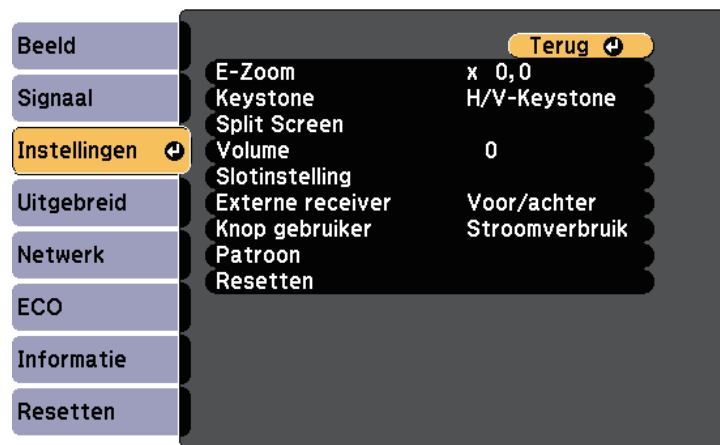 Beeld
Signaal
Instellingen
Uitgebreid
Netwerk
ECO
Informatie
Resetten
Terug
E-Zoom x 0,0
Keystone H/V-Keystone
Split Screen
Volume 0
Slotinstelling
Externe receiver Voor/achter
Knop gebruiker Stroomverbruik
Patroon
Resetten